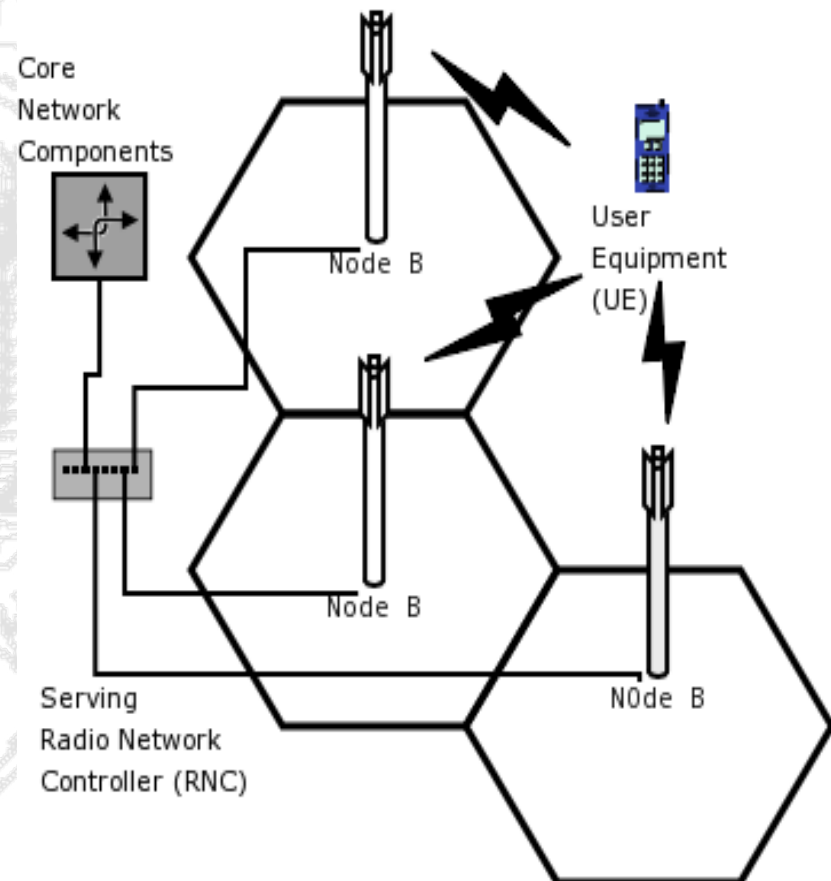 Core
Network
Components
User
Equipment
(UE)
Node B
Node B
N0de B
Serving
Radio Network
Controller (RNC)